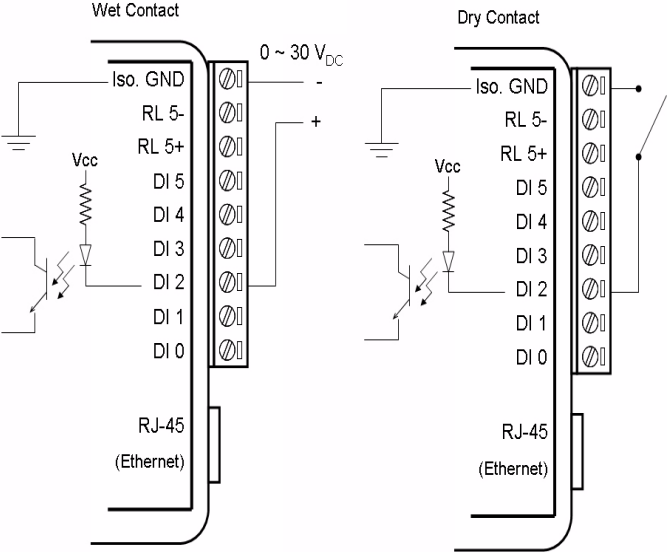 Wet Contact
0 ~ 30 VDC
Iso. GND
-
RL 5-
+
RL 5+
Vcc
DI 5
DI 4
DI 3
DI 2
DI 1
DI 0
RJ-45
(Ethernet)
Dry Contact
Iso. GND
RL 5-
RL 5+
Vcc
DI 5
DI 4
DI 3
DI 2
DI 1
DI 0
RJ-45
(Ethernet)